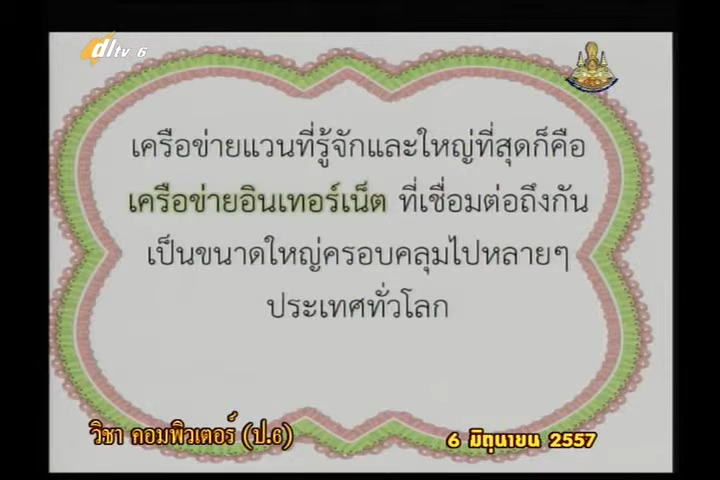 dltv 6
เครือข่ายแวนที่รู้จักและใหญ่ที่สุดก็คือ
เครือข่ายอินเทอร์เน็ต ที่เชื่อมต่อถึงกัน
เป็นขนาดใหญ่ครอบคลุมไปหลายๆ
ประเทศทั่วโลก
วิชา คอมพิวเตอร์ (ป.6)
6 มิถุนายน 2557